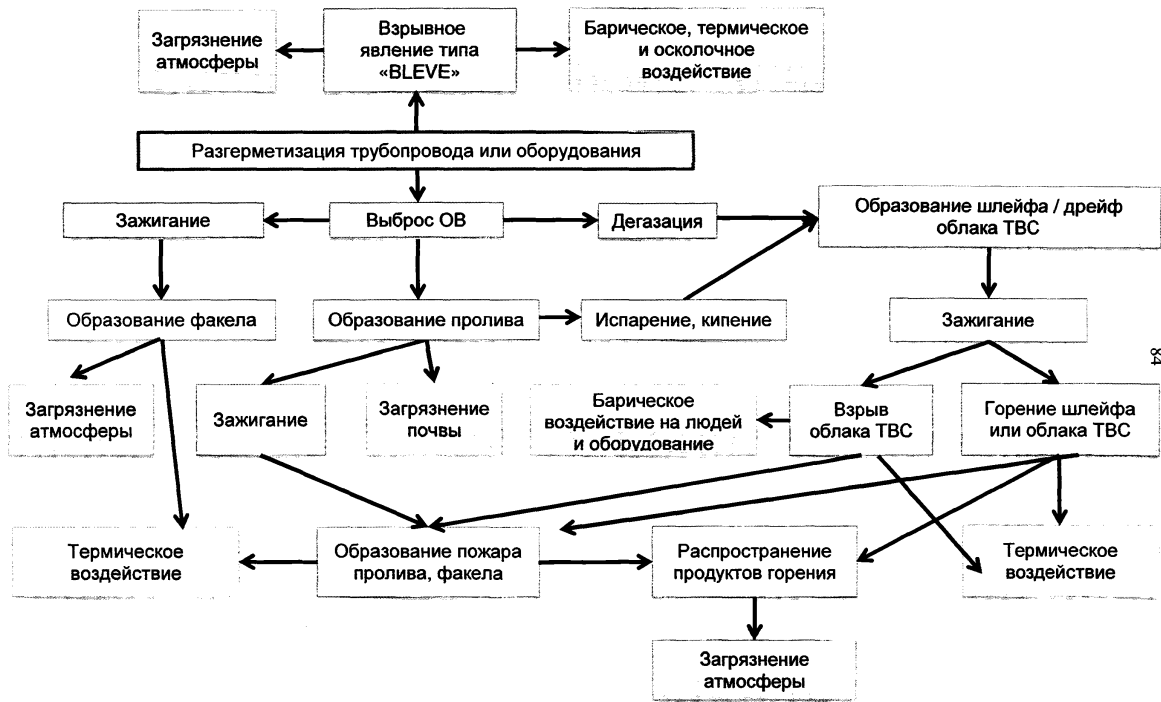 Загрязнение
атмосферы
Взрывное
явление типа
«BLEVE»
Барическое, термическое
и осколочное
воздействие
Разгерметизация трубопровода или оборудования
Зажигание
Выброс ОВ
Дегазация
Образование шлейфа / дрейф
облака ТВС
Образование факела
Образование пролива
Испарение, кипение
Зажигание
84
Загрязнение
атмосферы
Зажигание
Загрязнение
почвы
Барическое
воздействие на людей
и оборудование
Взрыв
облака ТВС
Горение шлейфа
или облака ТВС
Термическое
воздействие
Образование пожара
пролива, факела
Распространение
продуктов горения
Термическое
воздействие
Загрязнение
атмосферы